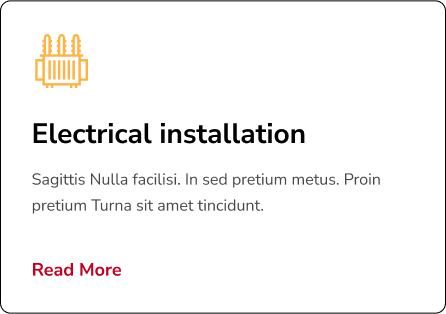 Electrical installation
Sagittis Nulla facilisi. In sed pretium metus. Proin
pretium Turna sit amet tincidunt.
Read More